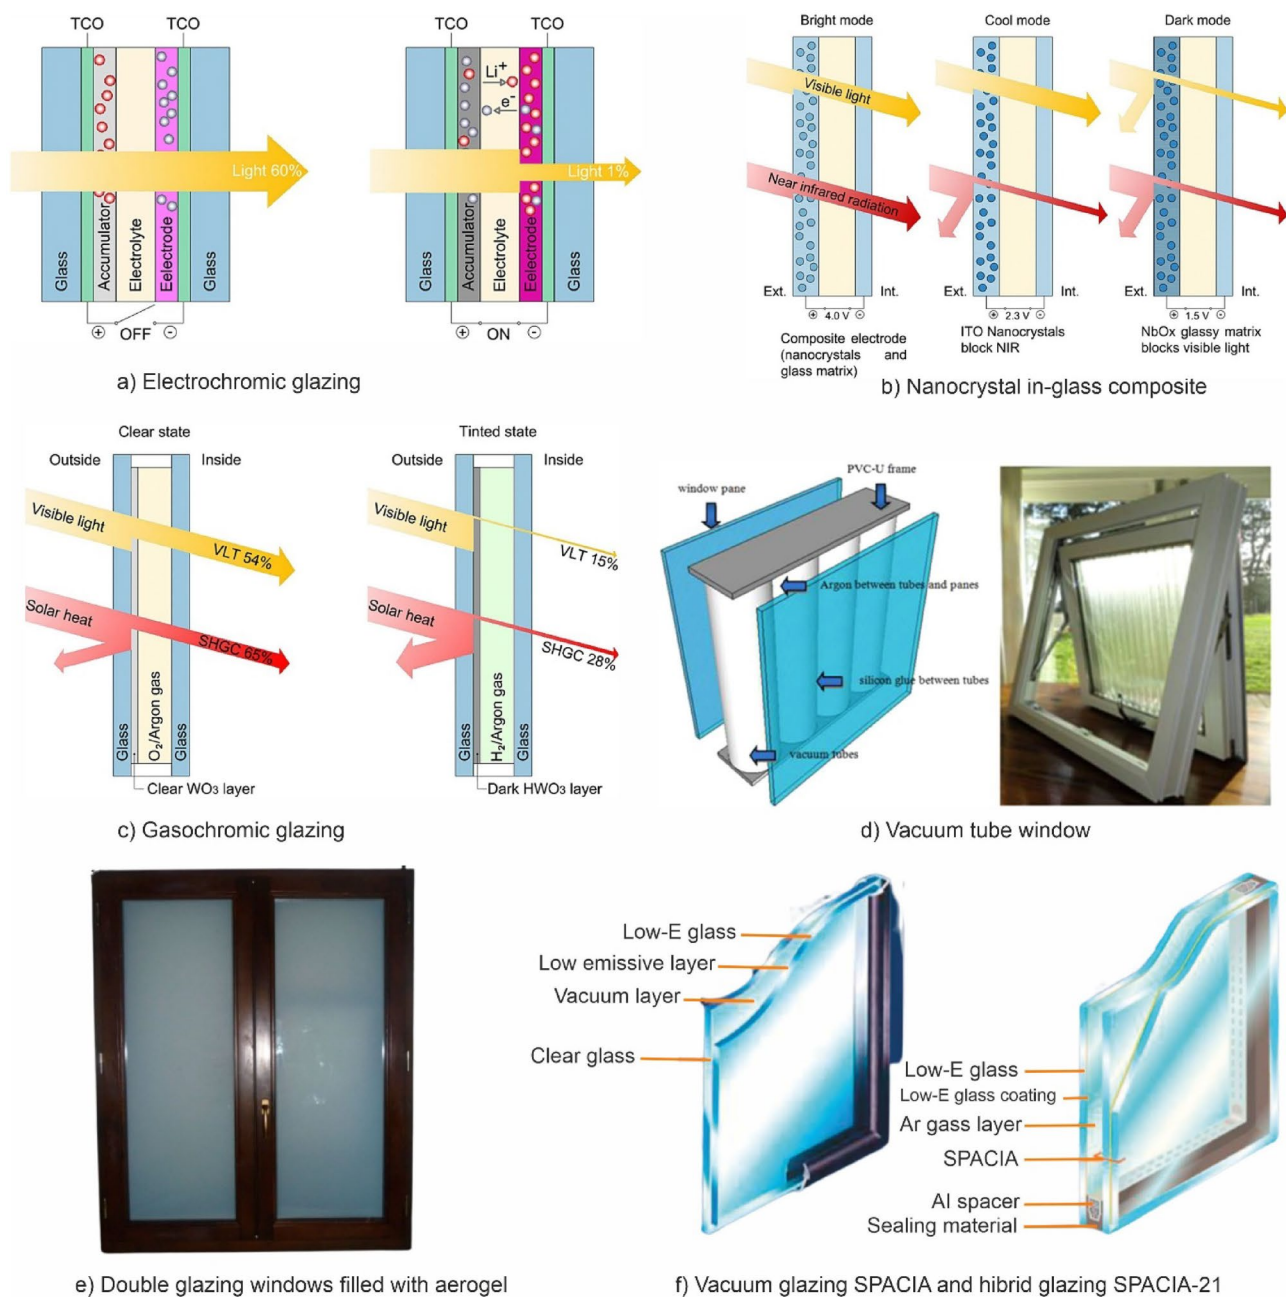 TCO
TCO
TCO
TCO
Li⁺
e⁻
Light 60%
Light 1%
Glass
Accumulator
Electrolyte
Eelectrode
Glass
Glass
Accumulator
Electrolyte
Eelectrode
Glass
+ OFF -
+ ON -
a) Electrochromic glazing
Bright mode
Cool mode
Dark mode
Visible light
Near infrared radiation
Ext.
Int.
Ext.
Int.
Ext.
Int.
+ 4.0 V -
+ 2.3 V -
+ 1.5 V -
Composite electrode
(nanocrystals and
glass matrix)
ITO Nanocrystals
block NIR
NbOx glassy matrix
blocks visible light
b) Nanocrystal in-glass composite
Clear state
Tinted state
Outside
Inside
Outside
Inside
Visible light
VLT 54%
Visible light
VLT 15%
Solar heat
SHGC 65%
Solar heat
SHGC 28%
Glass
O₂/Argon gas
Glass
Glass
H₂/Argon gas
Glass
Clear WO₃ layer
Dark HWO₃ layer
c) Gasochromic glazing
PVC-U frame
window pane
Argon between tubes and panes
silicon glue between tubes
vacuum tubes
d) Vacuum tube window
e) Double glazing windows filled with aerogel
Low-E glass
Low emissive layer
Vacuum layer
Clear glass
Low-E glass
Low-E glass coating
Ar gass layer
SPACIA
Al spacer
Sealing material
f) Vacuum glazing SPACIA and hibrid glazing SPACIA-21